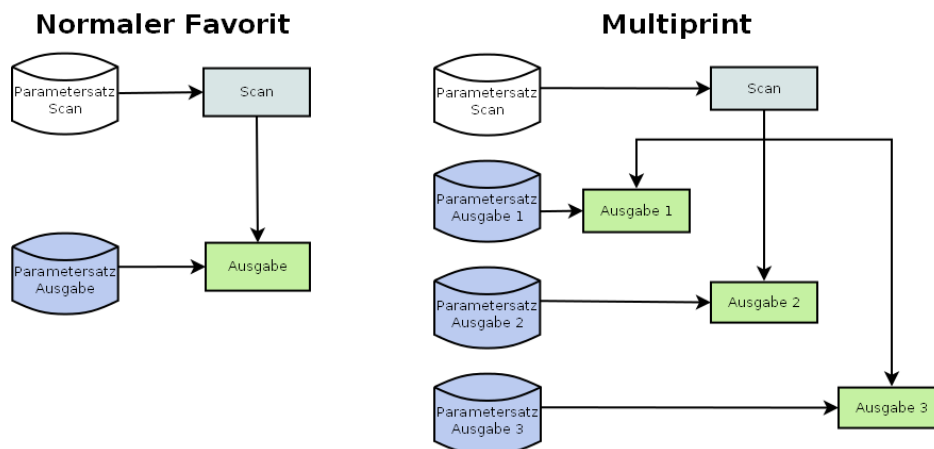 Normaler Favorit
Parametersatz
Scan
Scan
Parametersatz
Ausgabe
Ausgabe
Multiprint
Parametersatz
Scan
Scan
Parametersatz
Ausgabe 1
Ausgabe 1
Parametersatz
Ausgabe 2
Ausgabe 2
Parametersatz
Ausgabe 3
Ausgabe 3